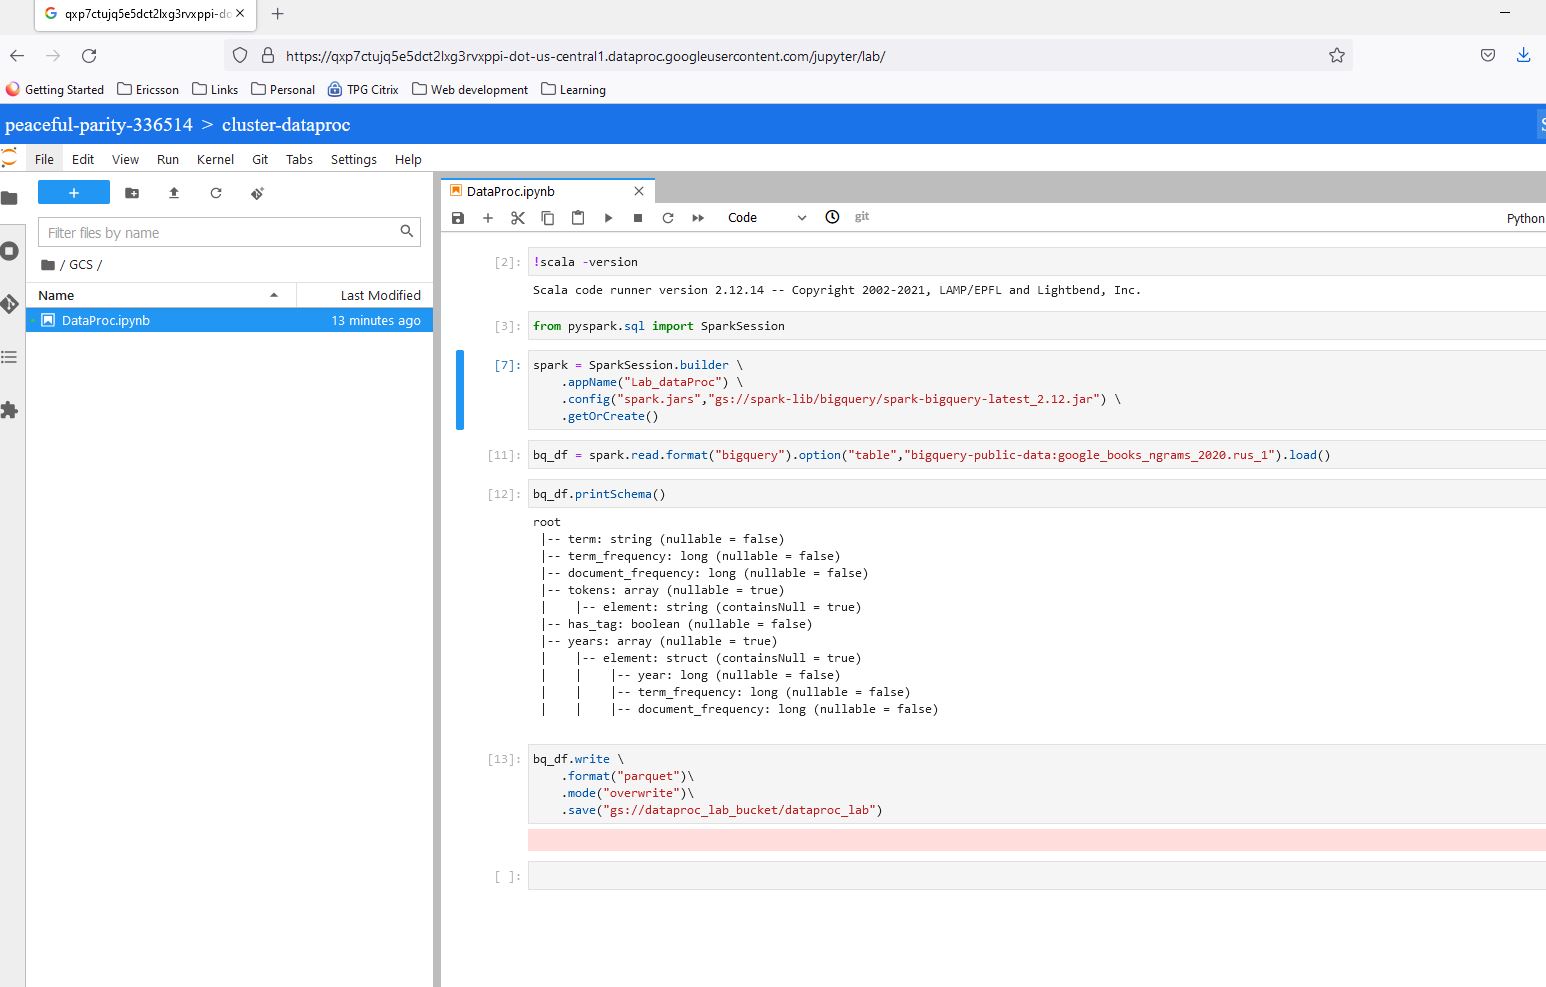 qxp7ctujq5e5dct2lxg3rvxppi-do
https://qxp7ctujq5e5dct2lxg3rvxppi-dot-us-central1.dataproc.googleusercontent.com/jupyter/lab/
Getting Started Ericsson Links Personal TPG Citrix Web development Learning
peaceful-parity-336514 > cluster-dataproc
File Edit View Run Kernel Git Tabs Settings Help
DataProc.ipynb
Code git Python
Filter files by name
/ GCS /
Name Last Modified
DataProc.ipynb 13 minutes ago
[2]: !scala -version
Scala code runner version 2.12.14 -- Copyright 2002-2021, LAMP/EPFL and Lightbend, Inc.
[3]: from pyspark.sql import SparkSession
[7]: spark = SparkSession.builder \
.appName("Lab_dataProc") \
.config("spark.jars","gs://spark-lib/bigquery/spark-bigquery-latest_2.12.jar") \
.getOrCreate()
[11]: bq_df = spark.read.format("bigquery").option("table","bigquery-public-data:google_books_ngrams_2020.rus_1").load()
[12]: bq_df.printSchema()
root
|-- term: string (nullable = false)
|-- term_frequency: long (nullable = false)
|-- document_frequency: long (nullable = false)
|-- tokens: array (nullable = true)
| |-- element: string (containsNull = true)
|-- has_tag: boolean (nullable = false)
|-- years: array (nullable = true)
| |-- element: struct (containsNull = true)
| | |-- year: long (nullable = false)
| | |-- term_frequency: long (nullable = false)
| | |-- document_frequency: long (nullable = false)
[13]: bq_df.write \
.format("parquet")\
.mode("overwrite")\
.save("gs://dataproc_lab_bucket/dataproc_lab")
[ ]: